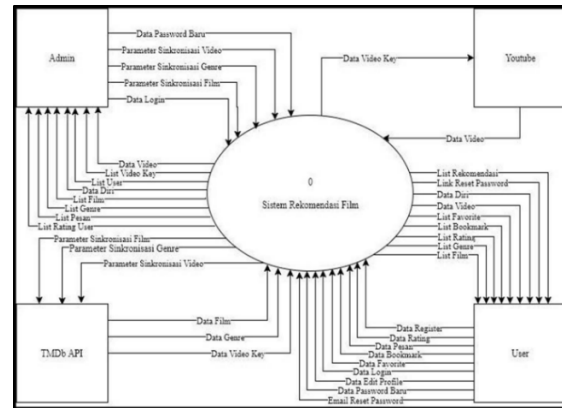 Admin
Data Password Baru
Parameter Sinkronisasi Video
Parameter Sinkronisasi Genre
Parameter Sinkronisasi Film
Data Login
Data Video Key
Youtube
Data Video
Data Video
List Video Key
List User
Data Diri
List Film
List Genre
List Pesan
List Rating User
Parameter Sinkronisasi Film
Parameter Sinkronisasi Genre
Parameter Sinkronisasi Video
0
Sistem Rekomendasi Film
List Rekomendasi
Link Reset Password
Data Diri
Data Video
List Favorite
List Bookmark
List Rating
List Genre
List Film
TMDb API
Data Film
Data Genre
Data Video Key
Data Register
Data Rating
Data Pesan
Data Bookmark
Data Favorite
Data Login
Data Edit Profile
Data Password Baru
Email Reset Password
User